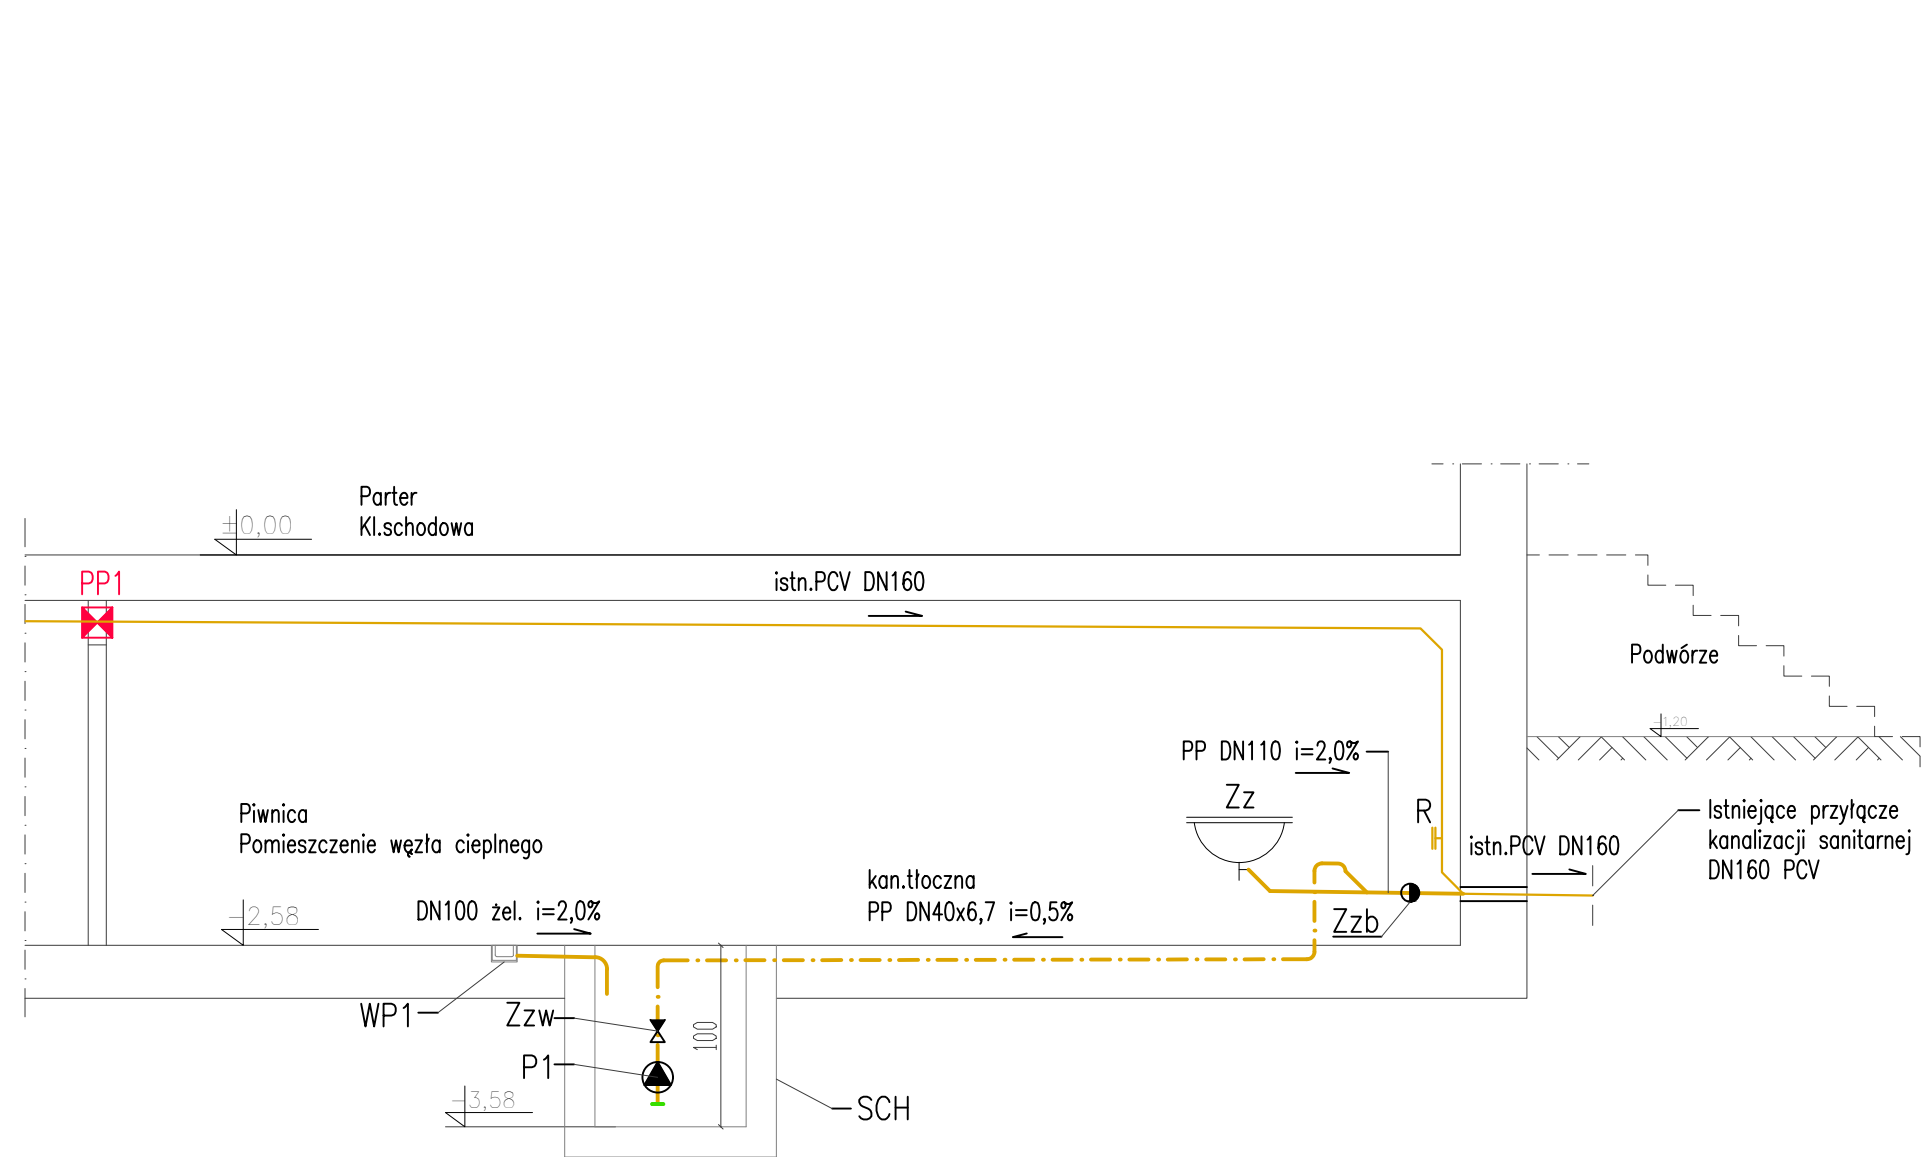 Parter
Kl.schodowa
±0,00
PP1
istn.PCV DN160
Podwórze
-1,20
PP DN110 i=2,0%
Zz
R
Istniejące przyłącze
kanalizacji sanitarnej
DN160 PCV
istn.PCV DN160
Piwnica
Pomieszczenie węzła cieplnego
kan.tłoczna
PP DN40x6,7 i=0,5%
DN100 żel. i=2,0%
-2,58
Zzb
WP1
Zzw
100
P1
-3,58
SCH